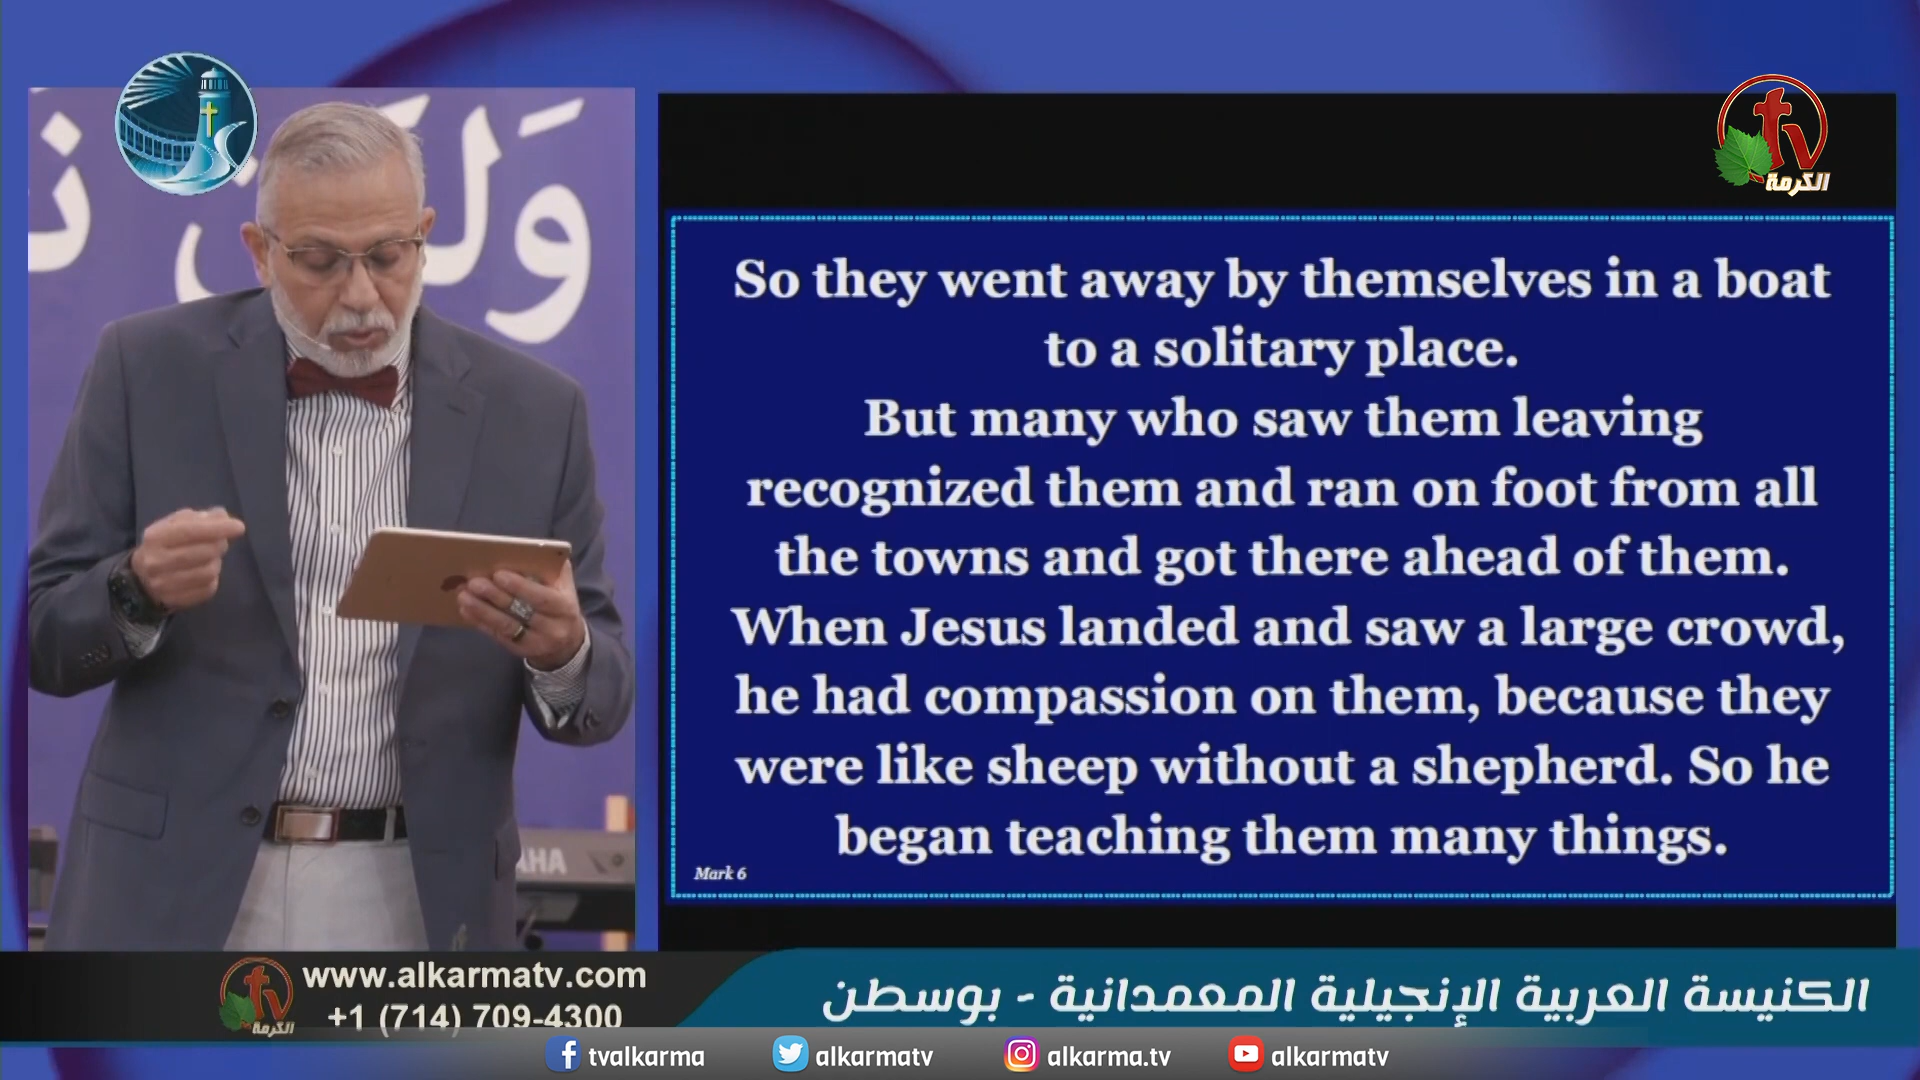 وَلَكِن
tv
الكرمة
So they went away by themselves in a boat
to a solitary place.
But many who saw them leaving
recognized them and ran on foot from all
the towns and got there ahead of them.
When Jesus landed and saw a large crowd,
he had compassion on them, because they
were like sheep without a shepherd. So he
began teaching them many things.
Mark 6
tv
الكرمة
www.alkarmatv.com
+1 (714) 709-4300
الكنيسة العربية الإنجيلية المعمدانية - بوسطن
tvalkarma
alkarmatv
alkarma.tv
alkarmatv